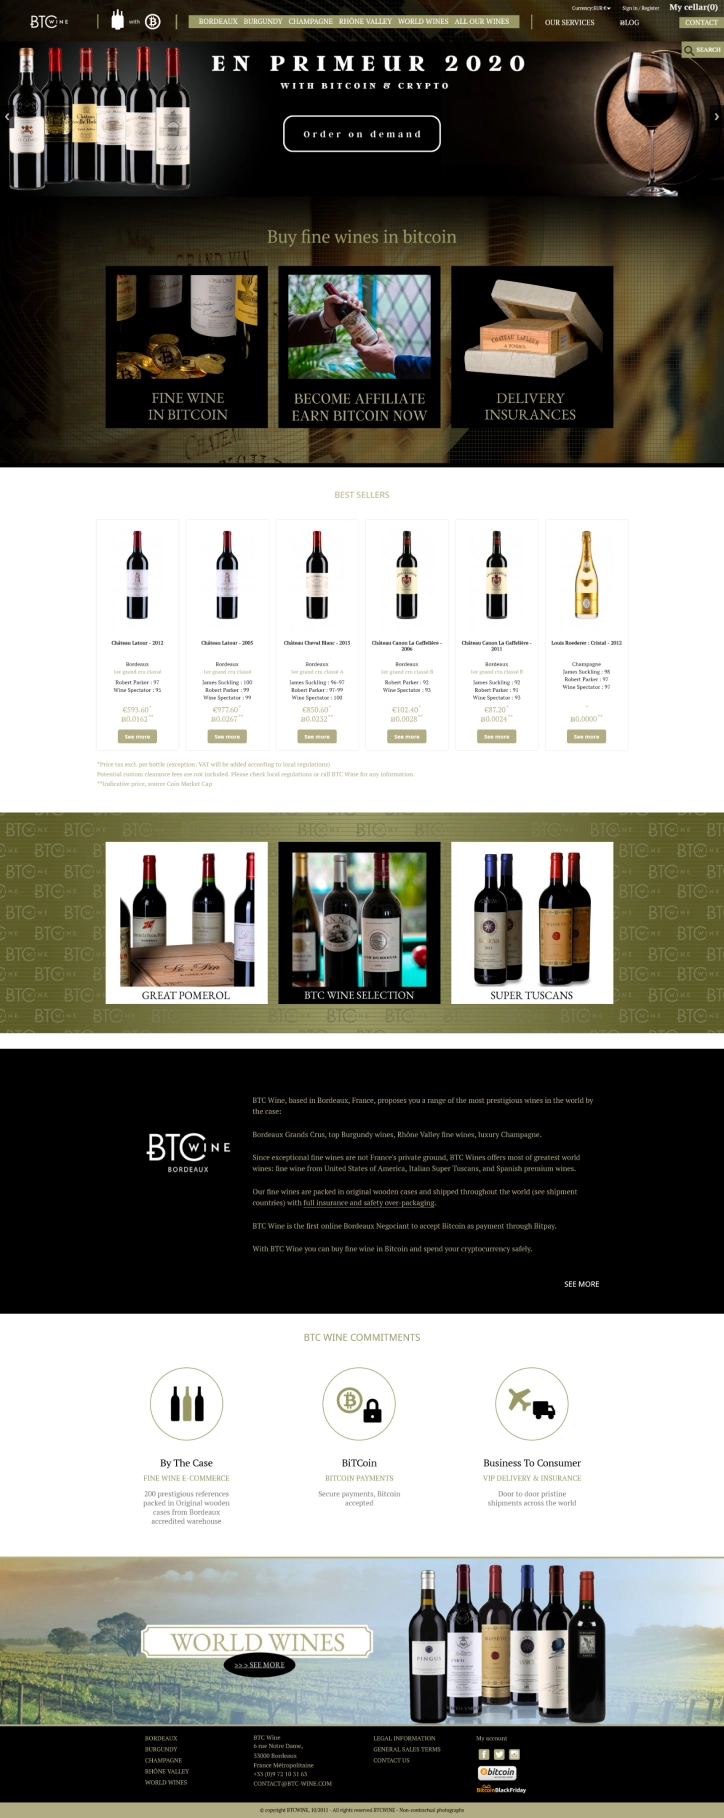 BTC WINE
with
BORDEAUX BURGUNDY CHAMPAGNE RHÔNE VALLEY WORLD WINES ALL OUR WINES
OUR SERVICES
BLOG
Currency: EUR €
Sign in / Register
My cellar(0)
CONTACT
SEARCH
EN PRIMEUR 2020
WITH BITCOIN & CRYPTO
Order on demand
Buy fine wines in bitcoin
FINE WINE
IN BITCOIN
BECOME AFFILIATE
EARN BITCOIN NOW
DELIVERY
INSURANCES
BEST SELLERS
Château Latour - 2012
Bordeaux
1er grand cru classé
Robert Parker : 97
Wine Spectator : 95
€593.60*
Ƀ0.0162**
See more
Château Latour - 2005
Bordeaux
1er grand cru classé
James Suckling : 100
Robert Parker : 99
Wine Spectator : 99
€977.60*
Ƀ0.0267**
See more
Château Cheval Blanc - 2015
Bordeaux
1er grand cru classé A
James Suckling : 96-97
Robert Parker : 97-99
Wine Spectator : 100
€850.60*
Ƀ0.0232**
See more
Château Canon La Gaffelière -
2006
Bordeaux
1er grand cru classé B
Robert Parker : 92
Wine Spectator : 93
€102.40*
Ƀ0.0028**
See more
Château Canon La Gaffelière -
2011
Bordeaux
1er grand cru classé B
James Suckling : 92
Robert Parker : 91
Wine Spectator : 93
€87.20*
Ƀ0.0024**
See more
Louis Roederer : Cristal - 2012
Champagne
James Suckling : 98
Robert Parker : 97
Wine Spectator : 97
*
Ƀ0.0000**
See more
*Price tax excl. per bottle (exception: VAT will be added according to local regulations)
Potential custom clearance fees are not included. Please check local regulations or call BTC Wine for any information.
**Indicative price, source Coin Market Cap
GREAT POMEROL
BTC WINE SELECTION
SUPER TUSCANS
BTC WINE
BORDEAUX
BTC Wine, based in Bordeaux, France, proposes you a range of the most prestigious wines in the world by
the case:
Bordeaux Grands Crus, top Burgundy wines, Rhône Valley fine wines, luxury Champagne.
Since exceptional fine wines are not France's private ground, BTC Wines offers most of greatest world
wines: fine wine from United States of America, Italian Super Tuscans, and Spanish premium wines.
Our fine wines are packed in original wooden cases and shipped throughout the world (see shipment
countries) with full insurance and safety over-packaging.
BTC Wine is the first online Bordeaux Negociant to accept Bitcoin as payment through Bitpay.
With BTC Wine you can buy fine wine in Bitcoin and spend your cryptocurrency safely.
SEE MORE
BTC WINE COMMITMENTS
By The Case
FINE WINE E-COMMERCE
200 prestigious references
packed in Original wooden
cases from Bordeaux
accredited warehouse
BiTCoin
BITCOIN PAYMENTS
Secure payments, Bitcoin
accepted
Business To Consumer
VIP DELIVERY & INSURANCE
Door to door pristine
shipments across the world
WORLD WINES
>> > SEE MORE
PINGUS
BORDEAUX
BURGUNDY
CHAMPAGNE
RHÔNE VALLEY
WORLD WINES
BTC Wine
6 rue Notre Dame,
33000 Bordeaux
France Métropolitaine
+33 (0)9 72 10 31 63
CONTACT@BTC-WINE.COM
LEGAL INFORMATION
GENERAL SALES TERMS
CONTACT US
My account
bitcoin
BitcoinBlackFriday
© copyright BTCWINE, 10/2011 - All rights reserved BTCWINE - Non-contractual photographs